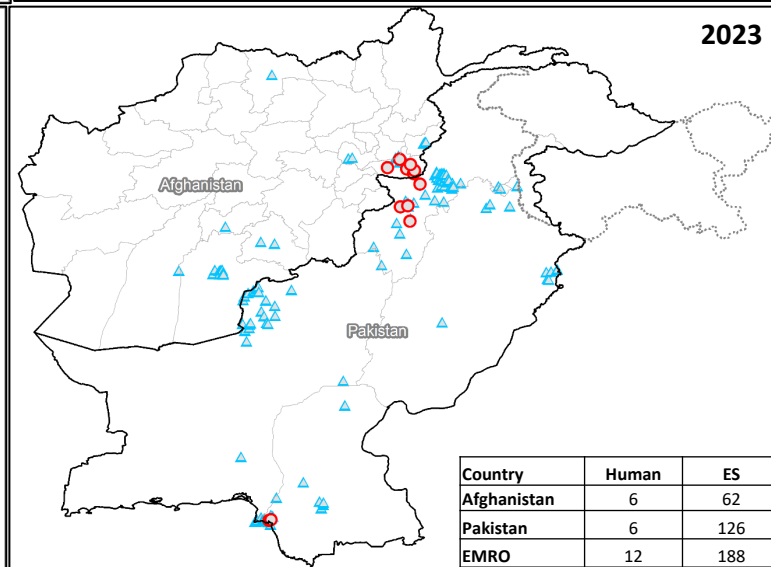 2023
Afghanistan
Pakistan
Country Human ES
Afghanistan 6 62
Pakistan 6 126
EMRO 12 188